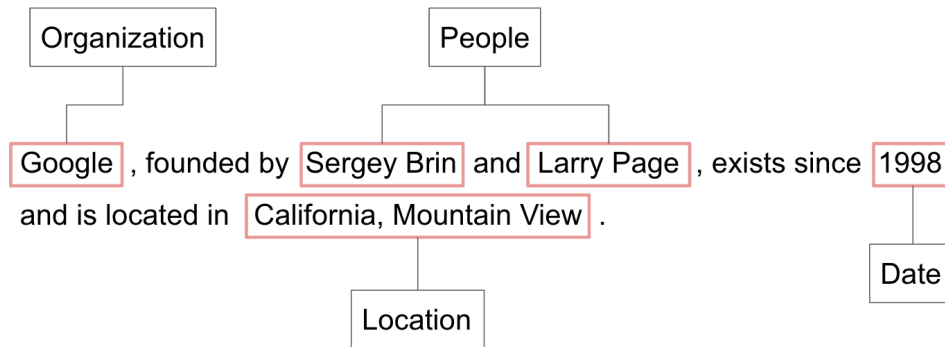 Organization People
Google , founded by Sergey Brin and Larry Page , exists since 1998
and is located in California, Mountain View .
Date
Location